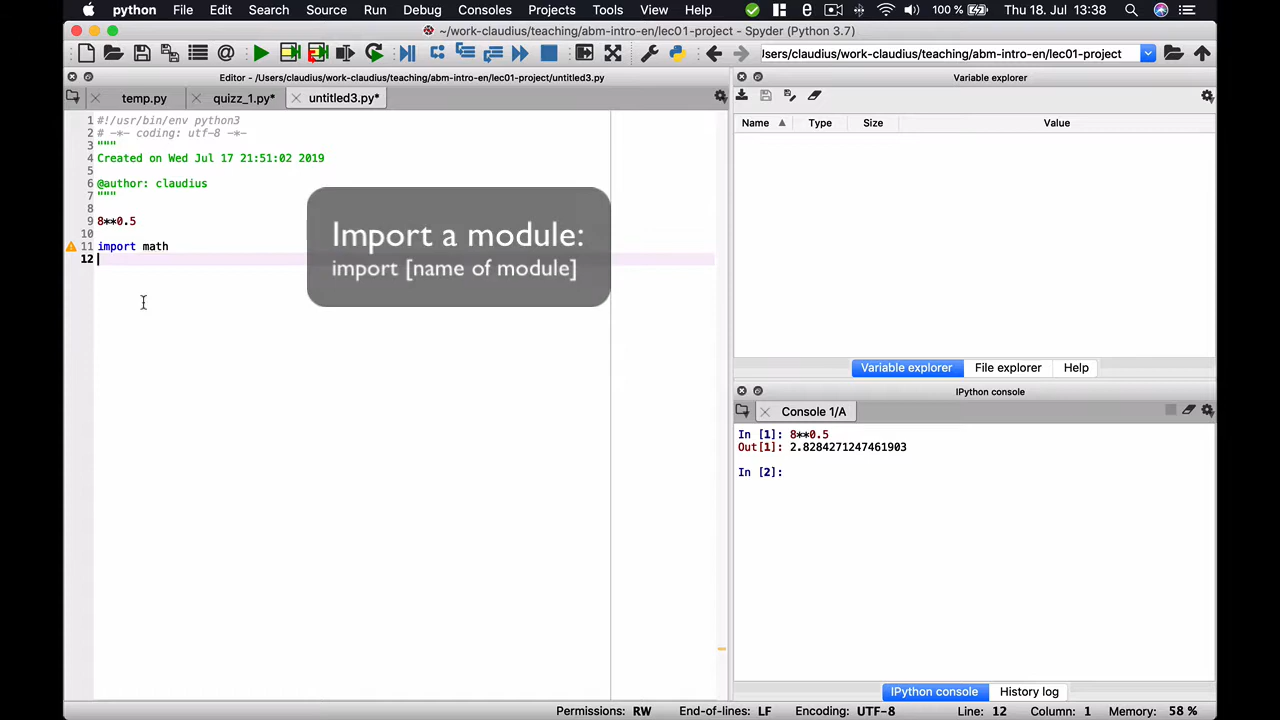 python File Edit Search Source Run Debug Consoles Projects Tools View Help 100 % Thu 18. Jul 13:38
~/work-claudius/teaching/abm-intro-en/lec01-project - Spyder (Python 3.7)
sers/claudius/work-claudius/teaching/abm-intro-en/lec01-project
Editor - /Users/claudius/work-claudius/teaching/abm-intro-en/lec01-project/untitled3.py
temp.py quizz_1.py* untitled3.py*
1 #!/usr/bin/env python3
2 # -*- coding: utf-8 -*-
3 """
4 Created on Wed Jul 17 21:51:02 2019
5
6 @author: claudius
7 """
8
9 8**0.5
10
11 import math
12
Import a module:
import [name of module]
Variable explorer
Name Type Size Value
Variable explorer File explorer Help
IPython console
Console 1/A
In [1]: 8**0.5
Out[1]: 2.8284271247461903
In [2]:
IPython console History log
Permissions: RW End-of-lines: LF Encoding: UTF-8 Line: 12 Column: 1 Memory: 58 %